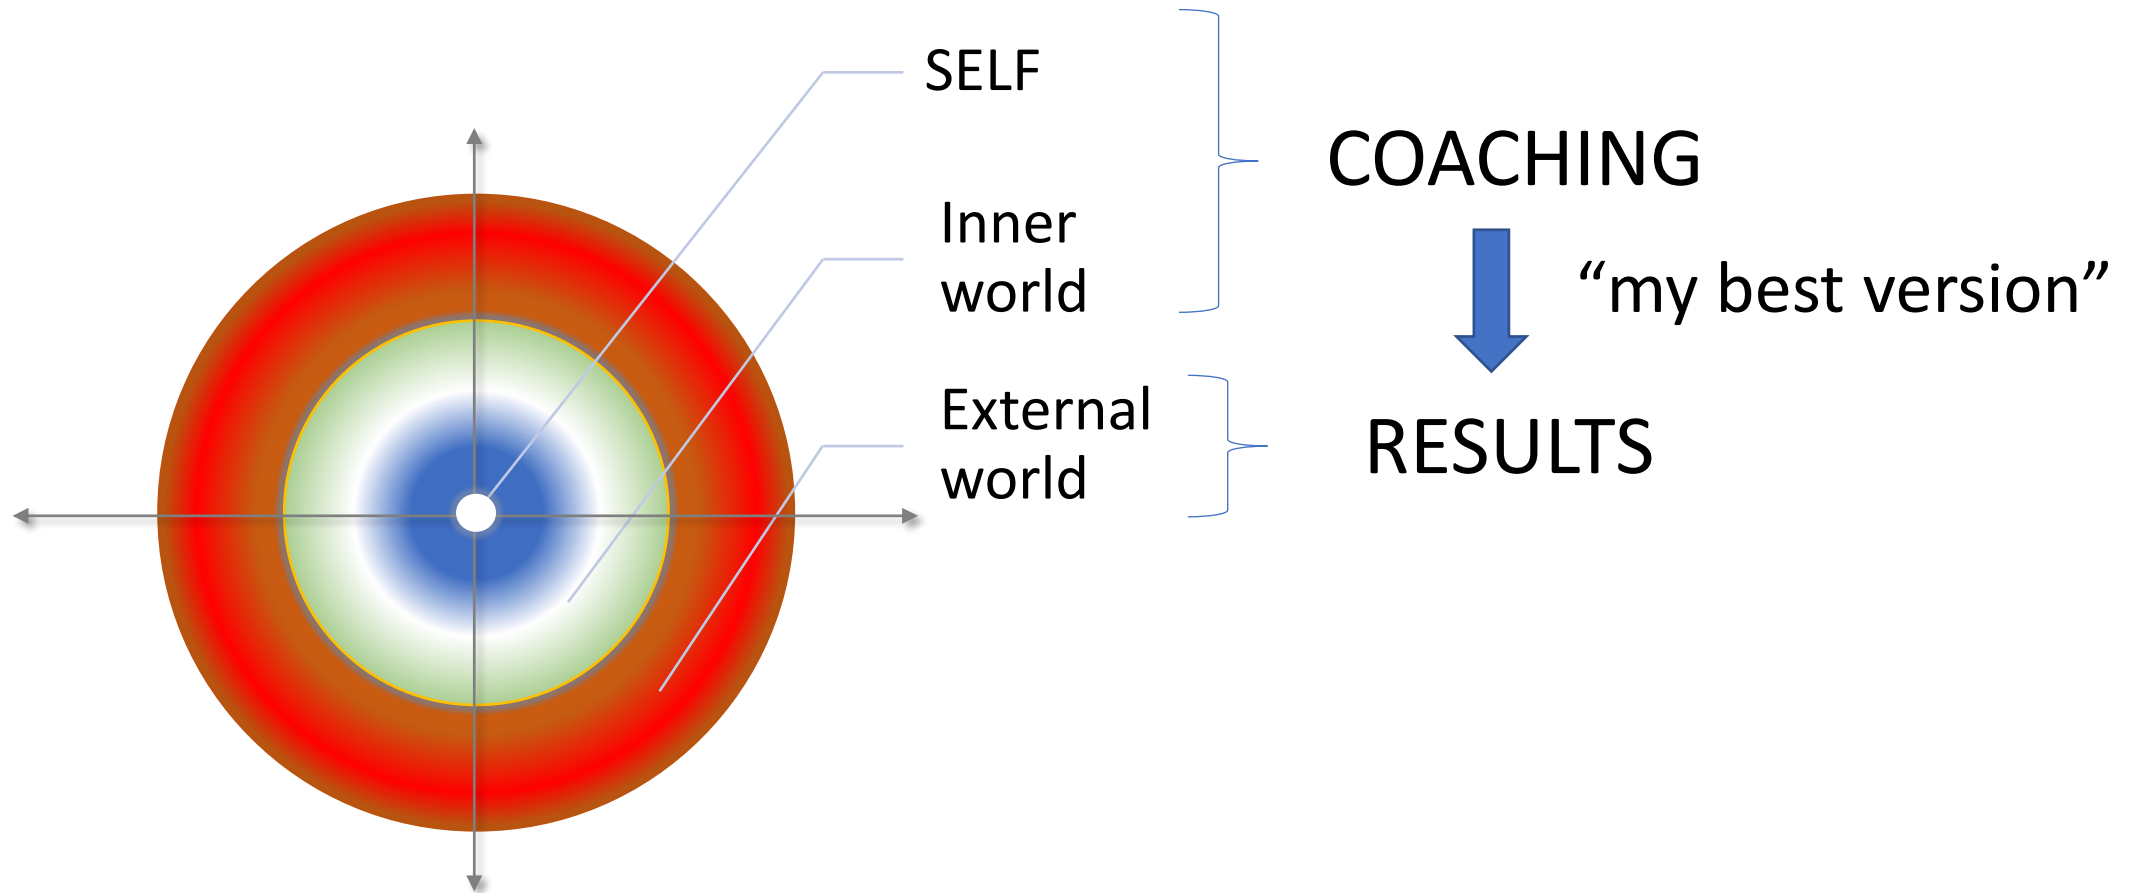 SELF
Inner
world
External
world
COACHING
“my best version”
RESULTS